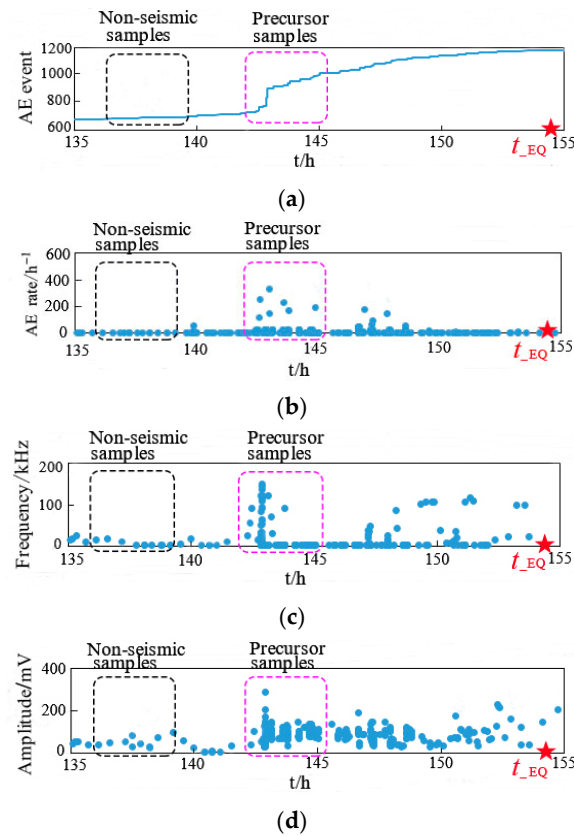 Non-seismic Precursor
samples samples
1200
1000
800
600
AE event
135 140 145 150 155
t_EQ
t/h
(a)
Non-seismic Precursor
samples samples
600
400
200
0
AE rate/h⁻¹
135 140 145 150 155
t_EQ
t/h
(b)
Non-seismic Precursor
samples samples
200
100
0
Frequency/kHz
135 140 145 150 155
t_EQ
t/h
(c)
Non-seismic Precursor
samples samples
400
200
0
Amplitude/mV
135 140 145 150 155
t_EQ
t/h
(d)